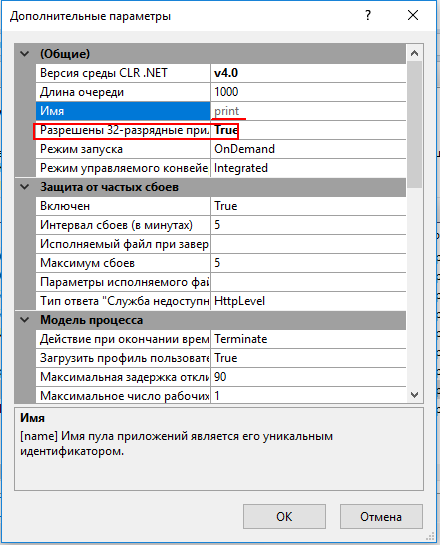 Дополнительные параметры
(Общие)
Версия среды CLR .NET v4.0
Длина очереди 1000
Имя print
Разрешены 32-разрядные при. True
Режим запуска OnDemand
Режим управляемого конвейе Integrated
Защита от частых сбоев
Включен True
Интервал сбоев (в минутах) 5
Исполняемый файл при завер
Максимум сбоев 5
Параметры исполняемого фай
Тип ответа "Служба недоступн HttpLevel
Модель процесса
Действие при окончании врем Terminate
Загрузить профиль пользовате True
Максимальная задержка откли 90
Максимальное число рабочих 1
Имя
[name] Имя пула приложений является его уникальным
идентификатором.
OK
Отмена